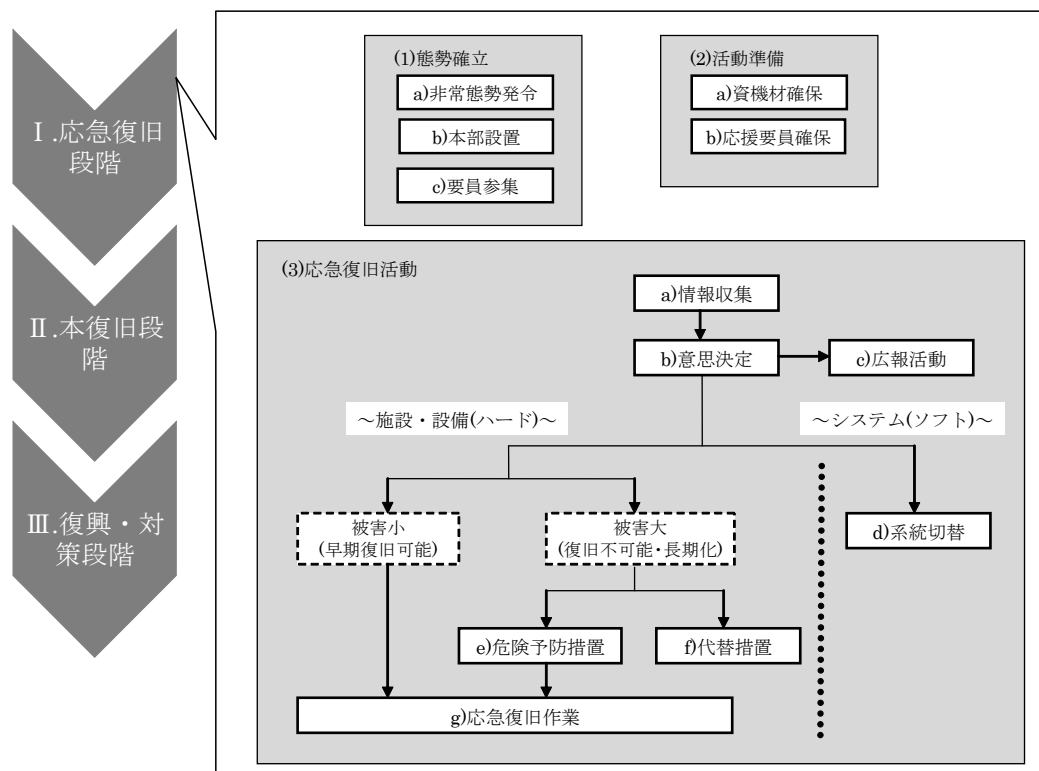 Ⅰ.応急復旧
段階
Ⅱ.本復旧段
階
Ⅲ.復興・対
策段階
(1)態勢確立
a)非常態勢発令
b)本部設置
c)要員参集
(2)活動準備
a)資機材確保
b)応援要員確保
(3)応急復旧活動
a)情報収集
b)意思決定
c)広報活動
～施設・設備(ハード)～
～システム(ソフト)～
被害小
(早期復旧可能)
被害大
(復旧不可能・長期化)
d)系統切替
e)危険予防措置
f)代替措置
g)応急復旧作業